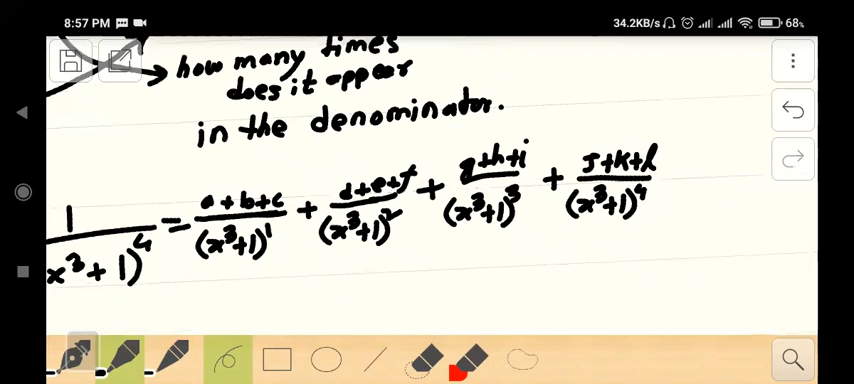 8:57 PM 34.2KB/s 68%
how many times
does it appear
in the denominator.
1/(x³+1)⁴ = a+b+c/(x³+1)¹ + d+e+f/(x³+1)² + g+h+i/(x³+1)³ + J+K+l/(x³+1)⁴